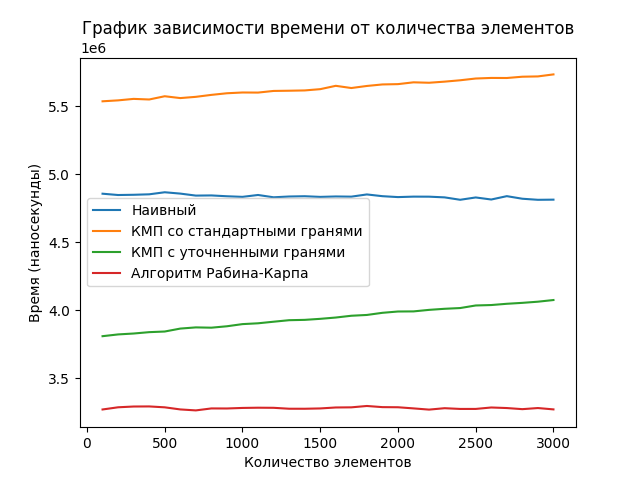 График зависимости времени от количества элементов
1e6
5.5
5.0
4.5
4.0
3.5
Время (наносекунды)
Наивный
КМП со стандартными гранями
КМП с уточненными гранями
Алгоритм Рабина-Карпа
0 500 1000 1500 2000 2500 3000
Количество элементов